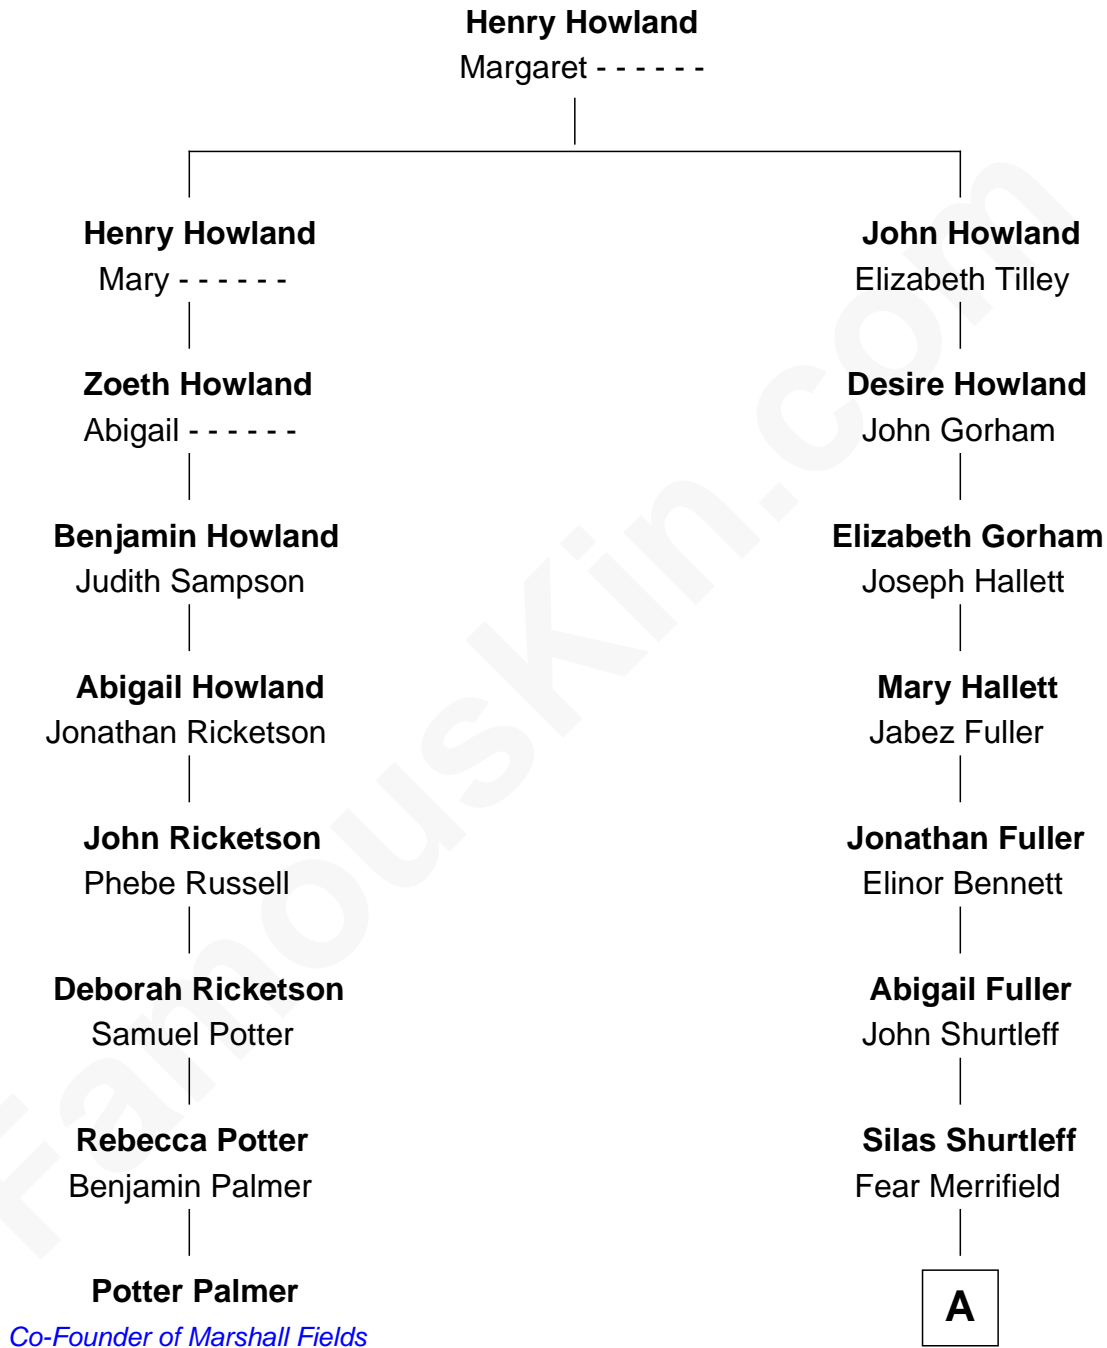 Henry Howland
Margaret - - - - - -
Henry Howland
John Howland
Mary - - - - - -
Elizabeth Tilley
Zoeth Howland
Desire Howland
Abigail - - - - - -
John Gorham
Benjamin Howland
Elizabeth Gorham
Judith Sampson
Joseph Hallett
Abigail Howland
Mary Hallett
Jonathan Ricketson
Jabez Fuller
John Ricketson
Jonathan Fuller
Phebe Russell
Elinor Bennett
Deborah Ricketson
Abigail Fuller
Samuel Potter
John Shurtleff
Rebecca Potter
Silas Shurtleff
Benjamin Palmer
Fear Merrifield
Potter Palmer
A
Co-Founder of Marshall Fields
FamousKin.com